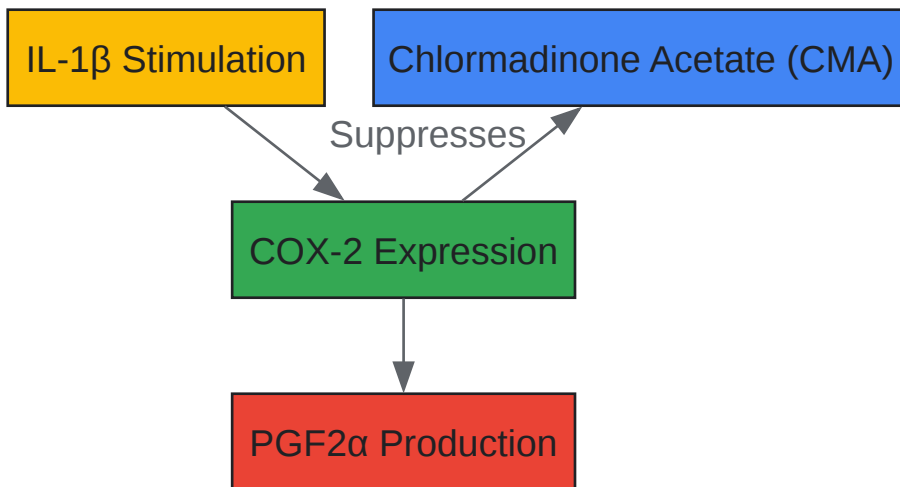 IL-1β Stimulation
Chlormadinone Acetate (CMA)
Suppresses
COX-2 Expression
PGF2α Production